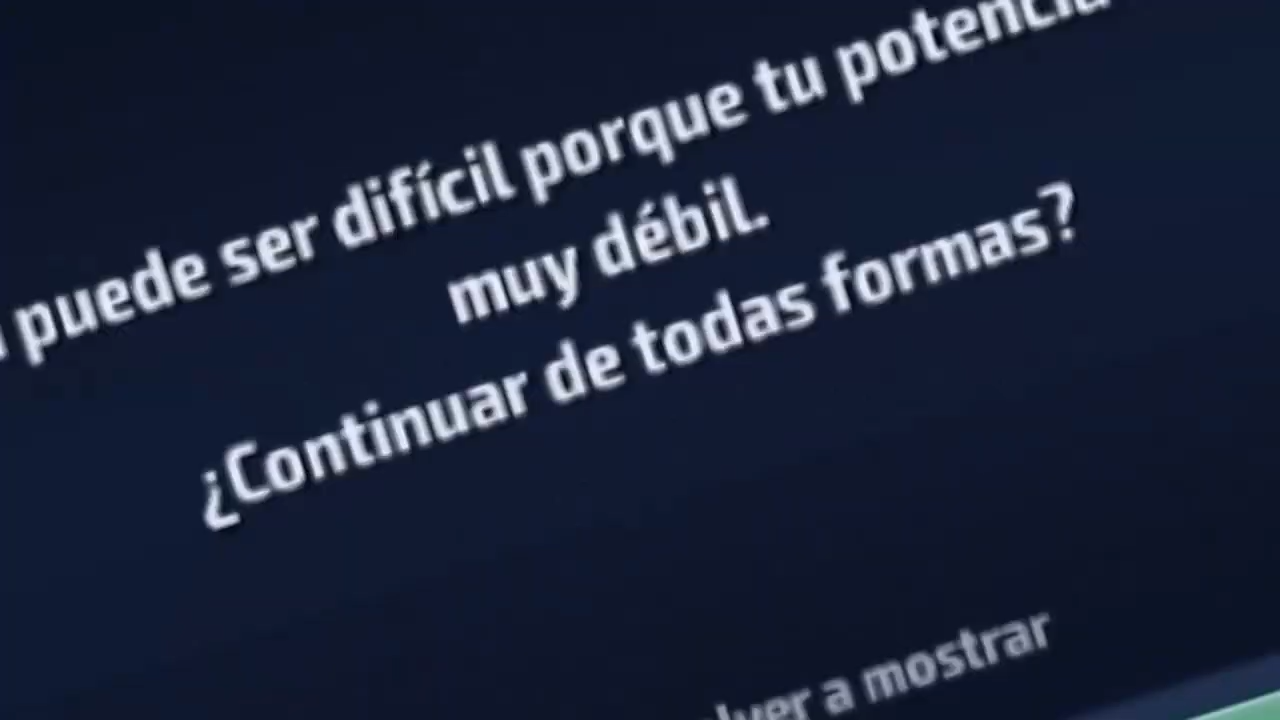 puede ser difícil porque tu potencia
muy débil.
¿Continuar de todas formas?
a mostrar